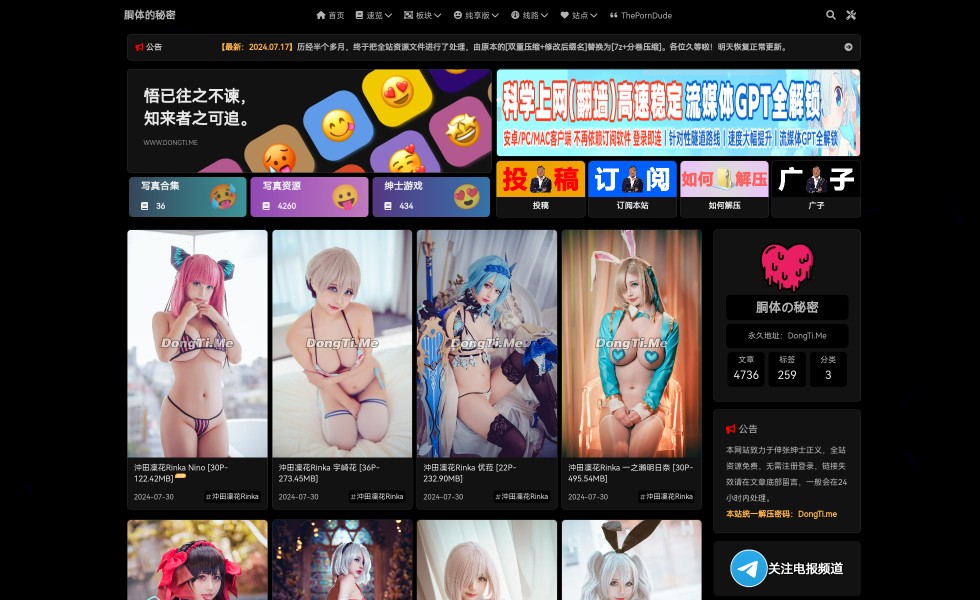 胴体的秘密
首页 速览 板块 纯享版 线路 站点 ThePornDude
公告 【最新：2024.07.17】历经半个多月，终于把全站资源文件进行了处理，由原本的[双重压缩+修改后缀名]替换为[7z+分卷压缩]。各位久等啦！明天恢复正常更新。
悟已往之不谏，
知来者之可追。
WWW.DONGTI.ME
科学上网(翻墙)高速稳定 流媒体GPT全解锁
安卓/PC/MAC客户端 不再依赖订阅软件 登录即连 | 针对性隧道路线 | 速度大幅提升 | 流媒体GPT全解锁
写真合集
36
写真资源
4260
绅士游戏
434
投稿
订阅
如何解压
广子
投稿
订阅本站
如何解压
广子
DongTi.Me
DongTi.Me
DongTi.Me
DongTi.Me
沖田凜花Rinka Nino [30P-
122.42MB]
2024-07-30 #沖田凜花Rinka
沖田凜花Rinka 宇崎花 [36P-
273.45MB]
2024-07-30 #沖田凜花Rinka
沖田凜花Rinka 优菈 [22P-
232.90MB]
2024-07-30 #沖田凜花Rinka
沖田凜花Rinka 一之濑明日奈 [30P-
495.54MB]
2024-07-30 #沖田凜花Rinka
胴体の秘密
永久地址：DongTi.Me
文章 标签 分类
4736 259 3
公告
本网站致力于伸张绅士正义，全站
资源免费，无需注册登录，链接失
效请在文章底部留言，一般会在24
小时内处理。
本站统一解压密码：DongTi.me
关注电报频道